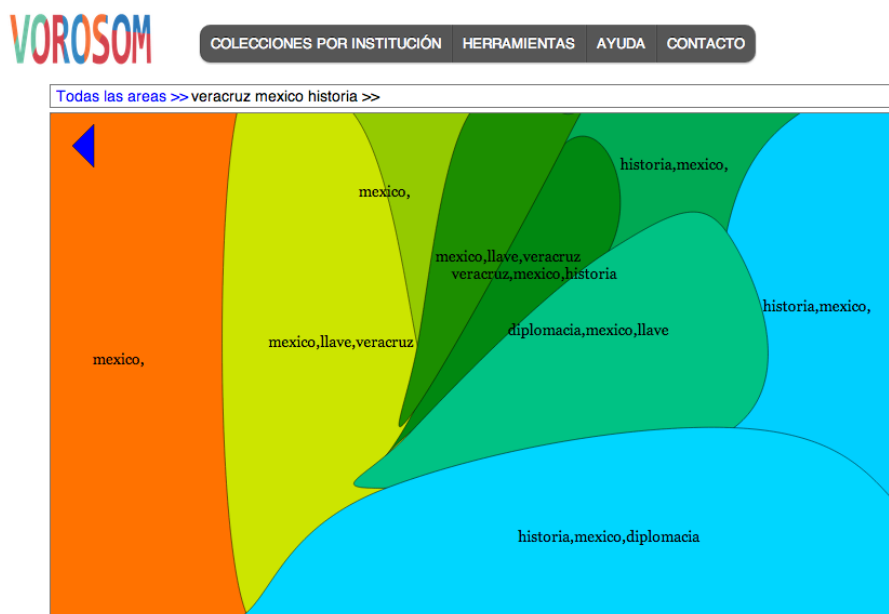 VOROSOM
COLECCIONES POR INSTITUCIÓN HERRAMIENTAS AYUDA CONTACTO
Todas las areas >> veracruz mexico historia >>
historia,mexico,
mexico,
mexico,llave,veracruz
veracruz,mexico,historia
historia,mexico,
diplomacia,mexico,llave
mexico,llave,veracruz
mexico,
historia,mexico,diplomacia